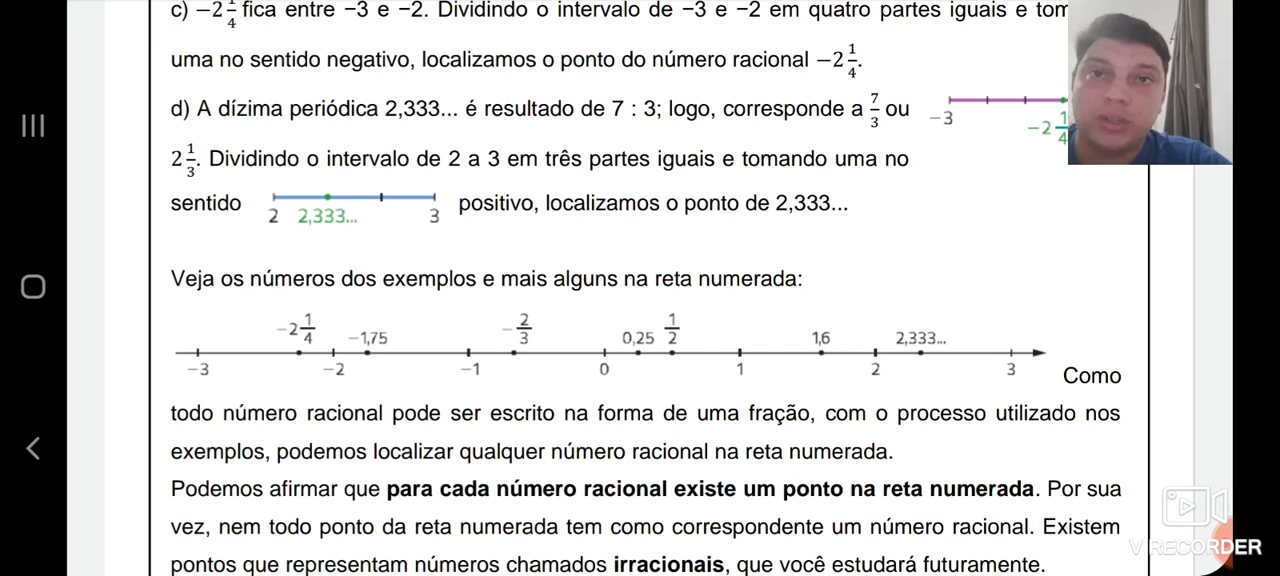 c) −2 1/4 fica entre −3 e −2. Dividindo o intervalo de −3 e −2 em quatro partes iguais e
uma no sentido negativo, localizamos o ponto do número racional −2 1/4.
d) A dízima periódica 2,333... é resultado de 7 : 3; logo, corresponde a 7/3 ou
−3 −2 1/4
2 1/3. Dividindo o intervalo de 2 a 3 em três partes iguais e tomando uma no
sentido positivo, localizamos o ponto de 2,333...
2 2,333... 3
Veja os números dos exemplos e mais alguns na reta numerada:
−2 1/4 −1,75 −2/3 0,25 1/2 1,6 2,333...
−3 −2 −1 0 1 2 3
Como
todo número racional pode ser escrito na forma de uma fração, com o processo utilizado nos
exemplos, podemos localizar qualquer número racional na reta numerada.
Podemos afirmar que para cada número racional existe um ponto na reta numerada. Por sua
vez, nem todo ponto da reta numerada tem como correspondente um número racional. Existem
pontos que representam números chamados irracionais, que você estudará futuramente.
V RECORDER